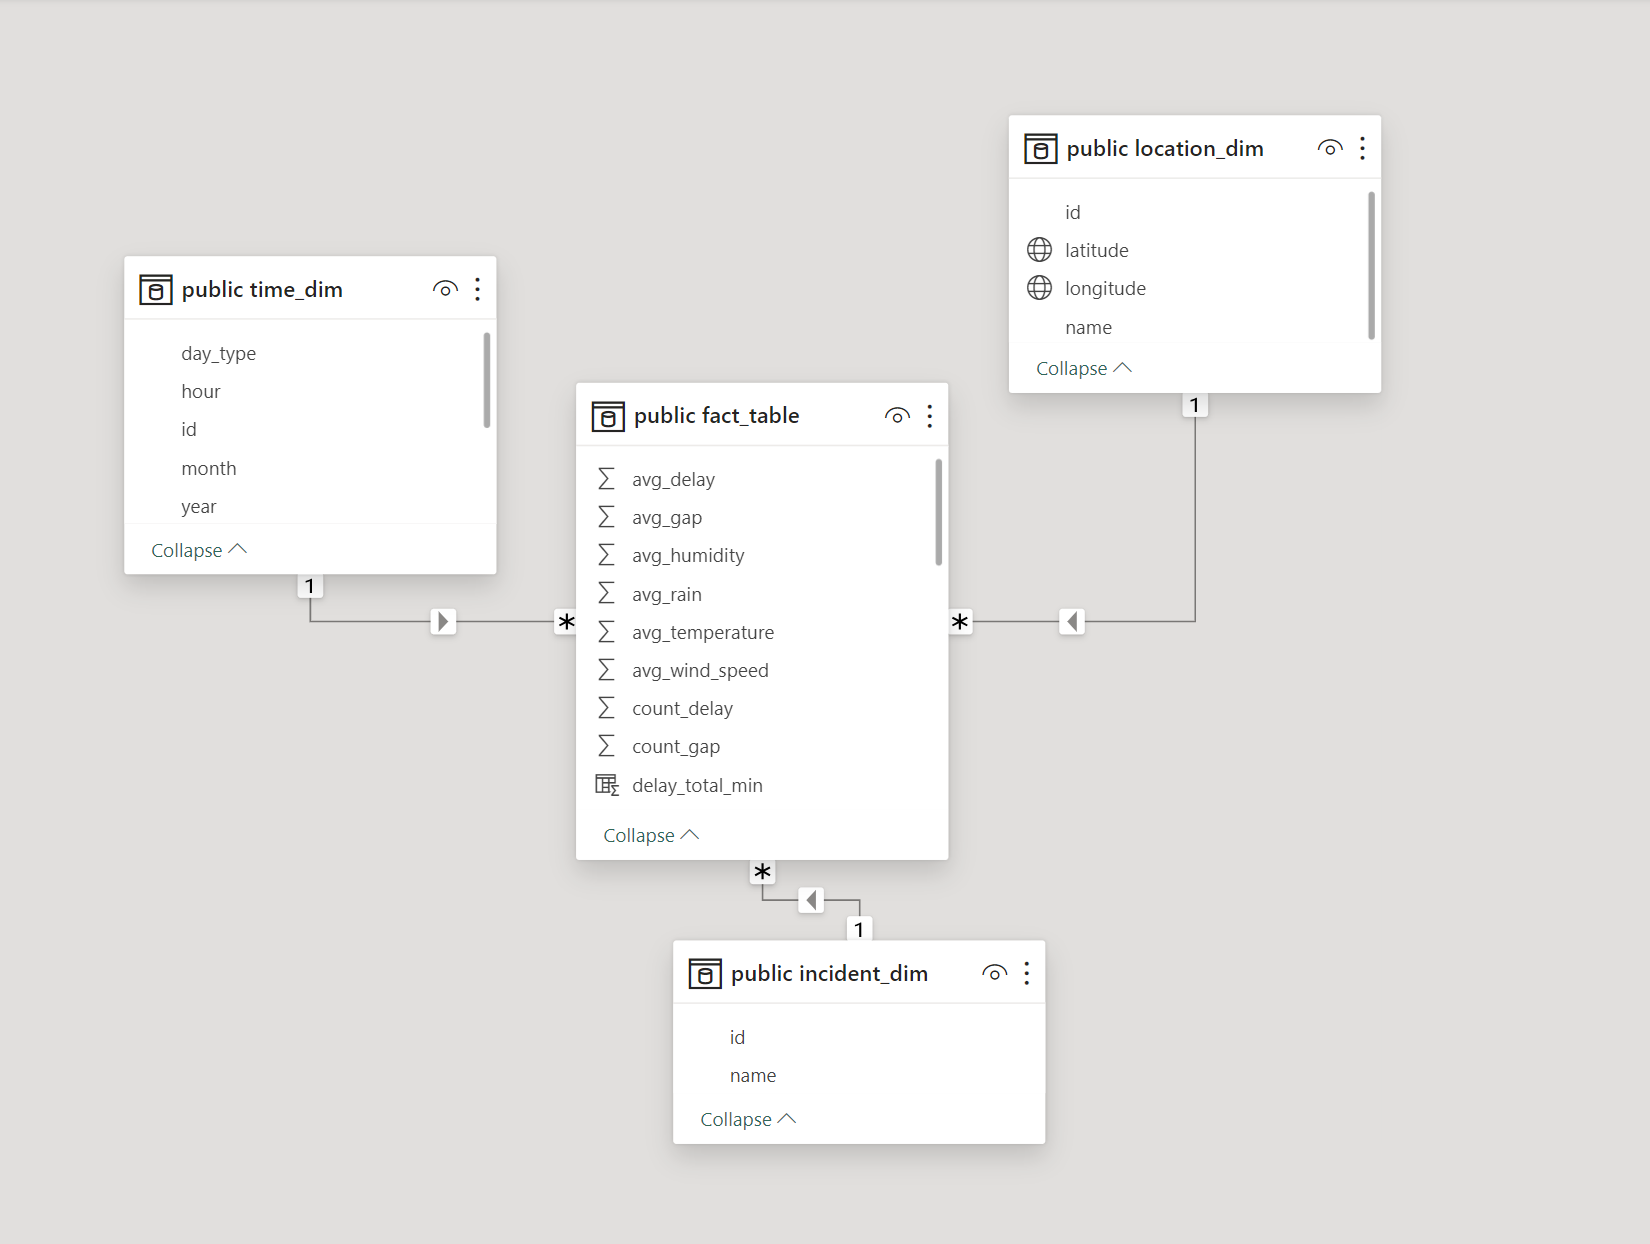 public location_dim
id
latitude
longitude
name
Collapse
1
public time_dim
day_type
hour
id
month
year
Collapse
1
*
public fact_table
avg_delay
avg_gap
avg_humidity
avg_rain
avg_temperature
avg_wind_speed
count_delay
count_gap
delay_total_min
Collapse
*
*
1
public incident_dim
id
name
Collapse